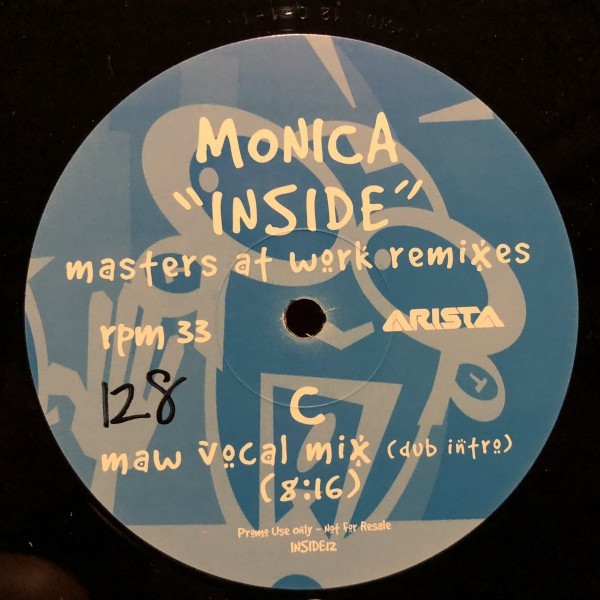 MONICA
"INSIDE"
masters at work remixes
rpm 33
ARISTA
128
C
maw vocal mix (dub intro)
(8:16)
Promo Use only - Not For Resale
INSIDE12